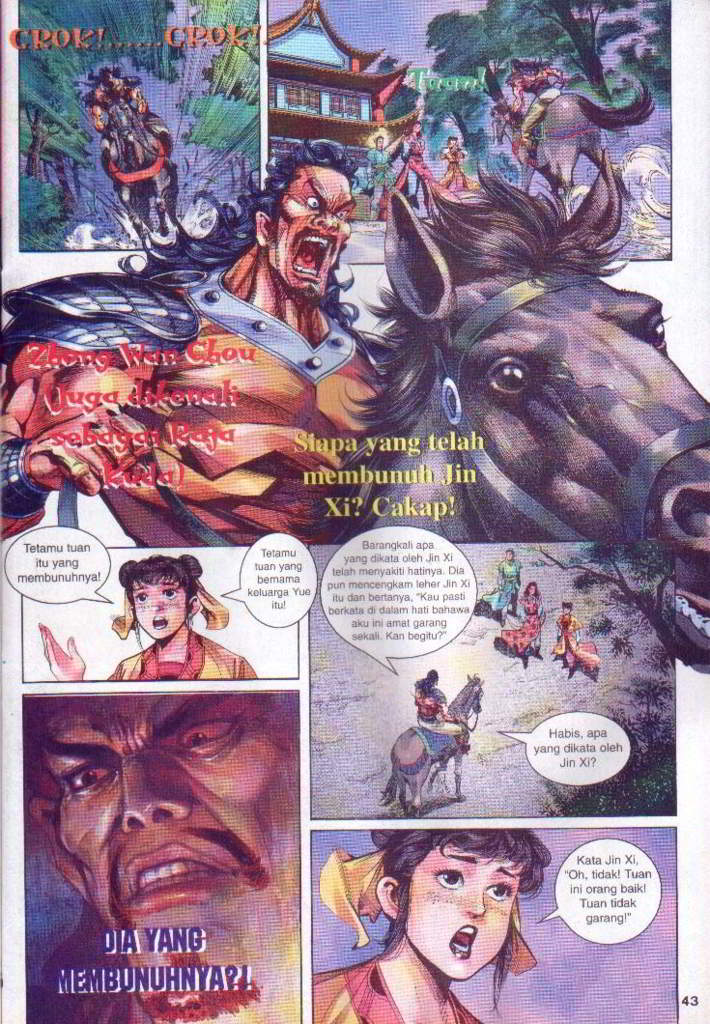 CROK!......CROK!.
Tuan!
Zhong Wan Chou
(Juga dikenali
sebagai Raja
Kuda)
Siapa yang telah
membunuh Jin
Xi? Cakap!
Tetamu tuan
itu yang
membunuhnya!
Tetamu
tuan yang
bernama
keluarga Yue
itu!
Barangkali apa
yang dikata oleh Jin Xi
telah menyakiti hatinya. Dia
pun mencengkam leher Jin Xi
itu dan bertanya, "Kau pasti
berkata di dalam hati bahawa
aku ini amat garang
sekali. Kan begitu?"
Habis, apa
yang dikata oleh
Jin Xi?
DIA YANG
MEMBUNUHNYA?!
Kata Jin Xi,
"Oh, tidak! Tuan
ini orang baik!
Tuan tidak
garang!"
43